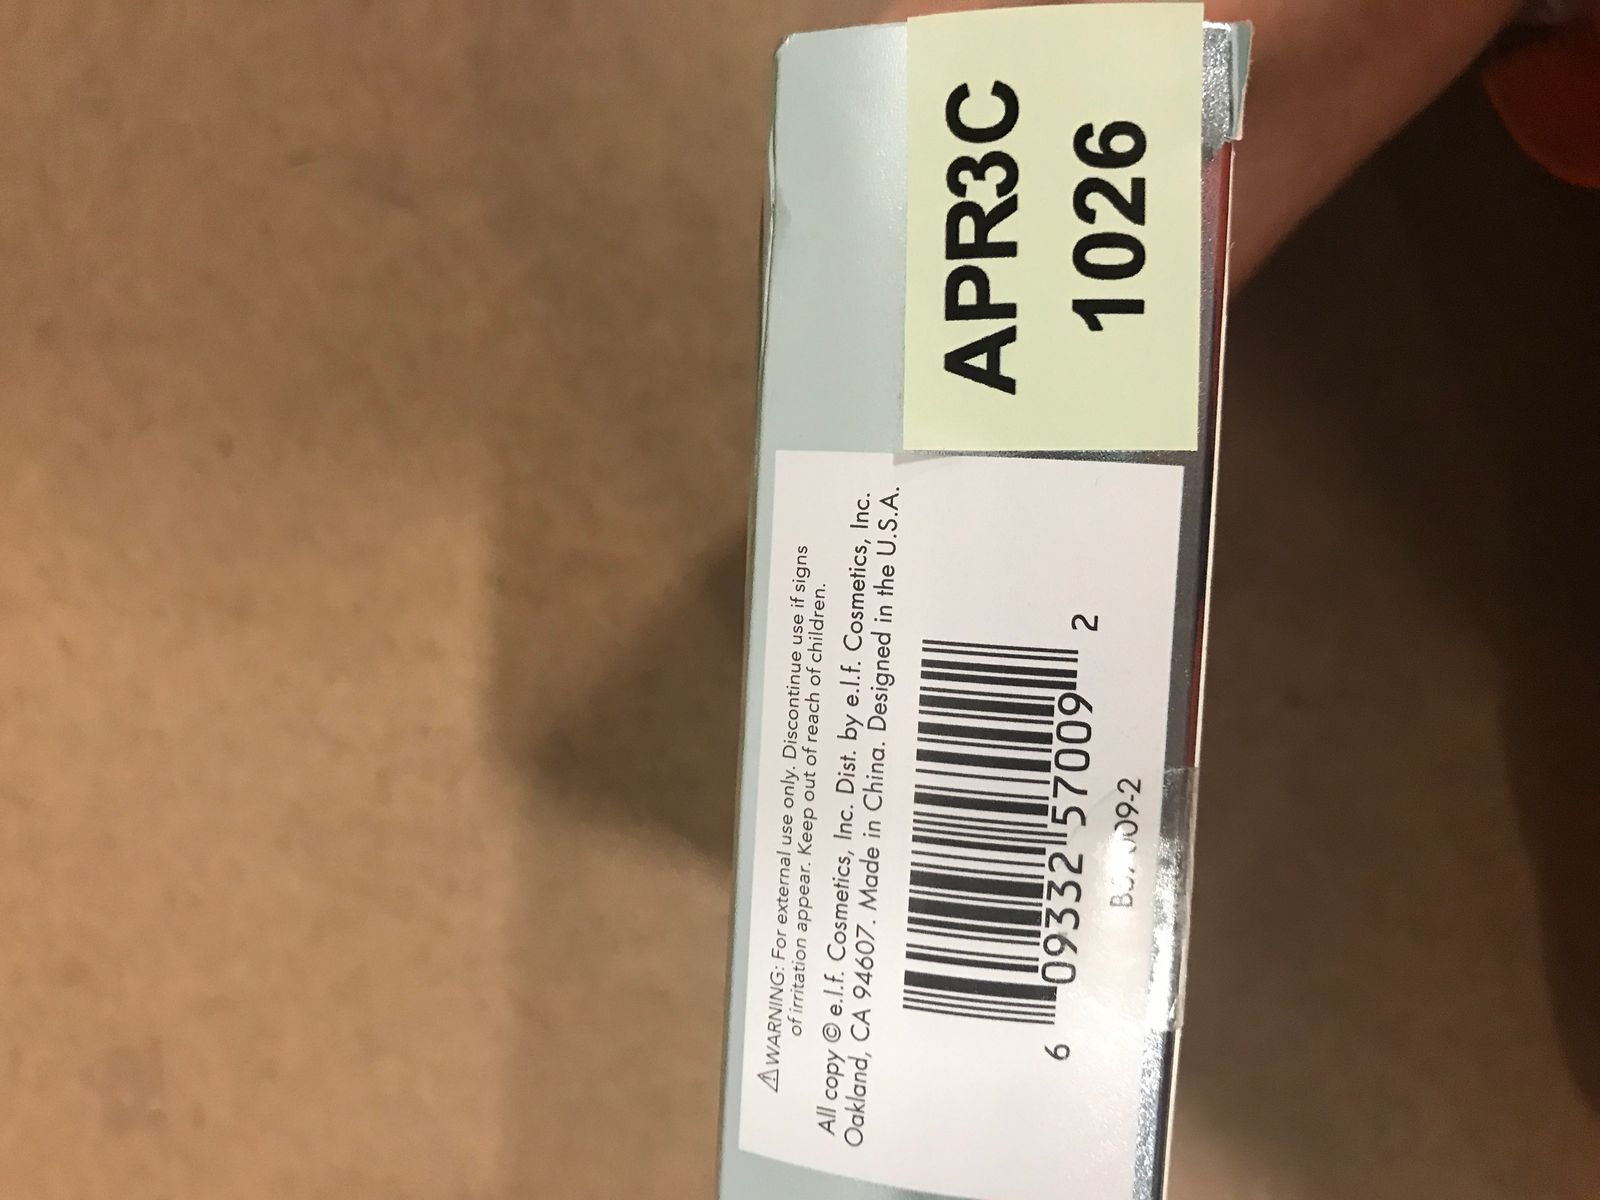 APR3C
1026
WARNING: For external use only. Discontinue use if signs
of irritation appear. Keep out of reach of children.
All copy © e.l.f. Cosmetics, Inc. Dist. by e.l.f. Cosmetics, Inc.
Oakland, CA 94607. Made in China. Designed in the U.S.A.
6 09332 57009 2